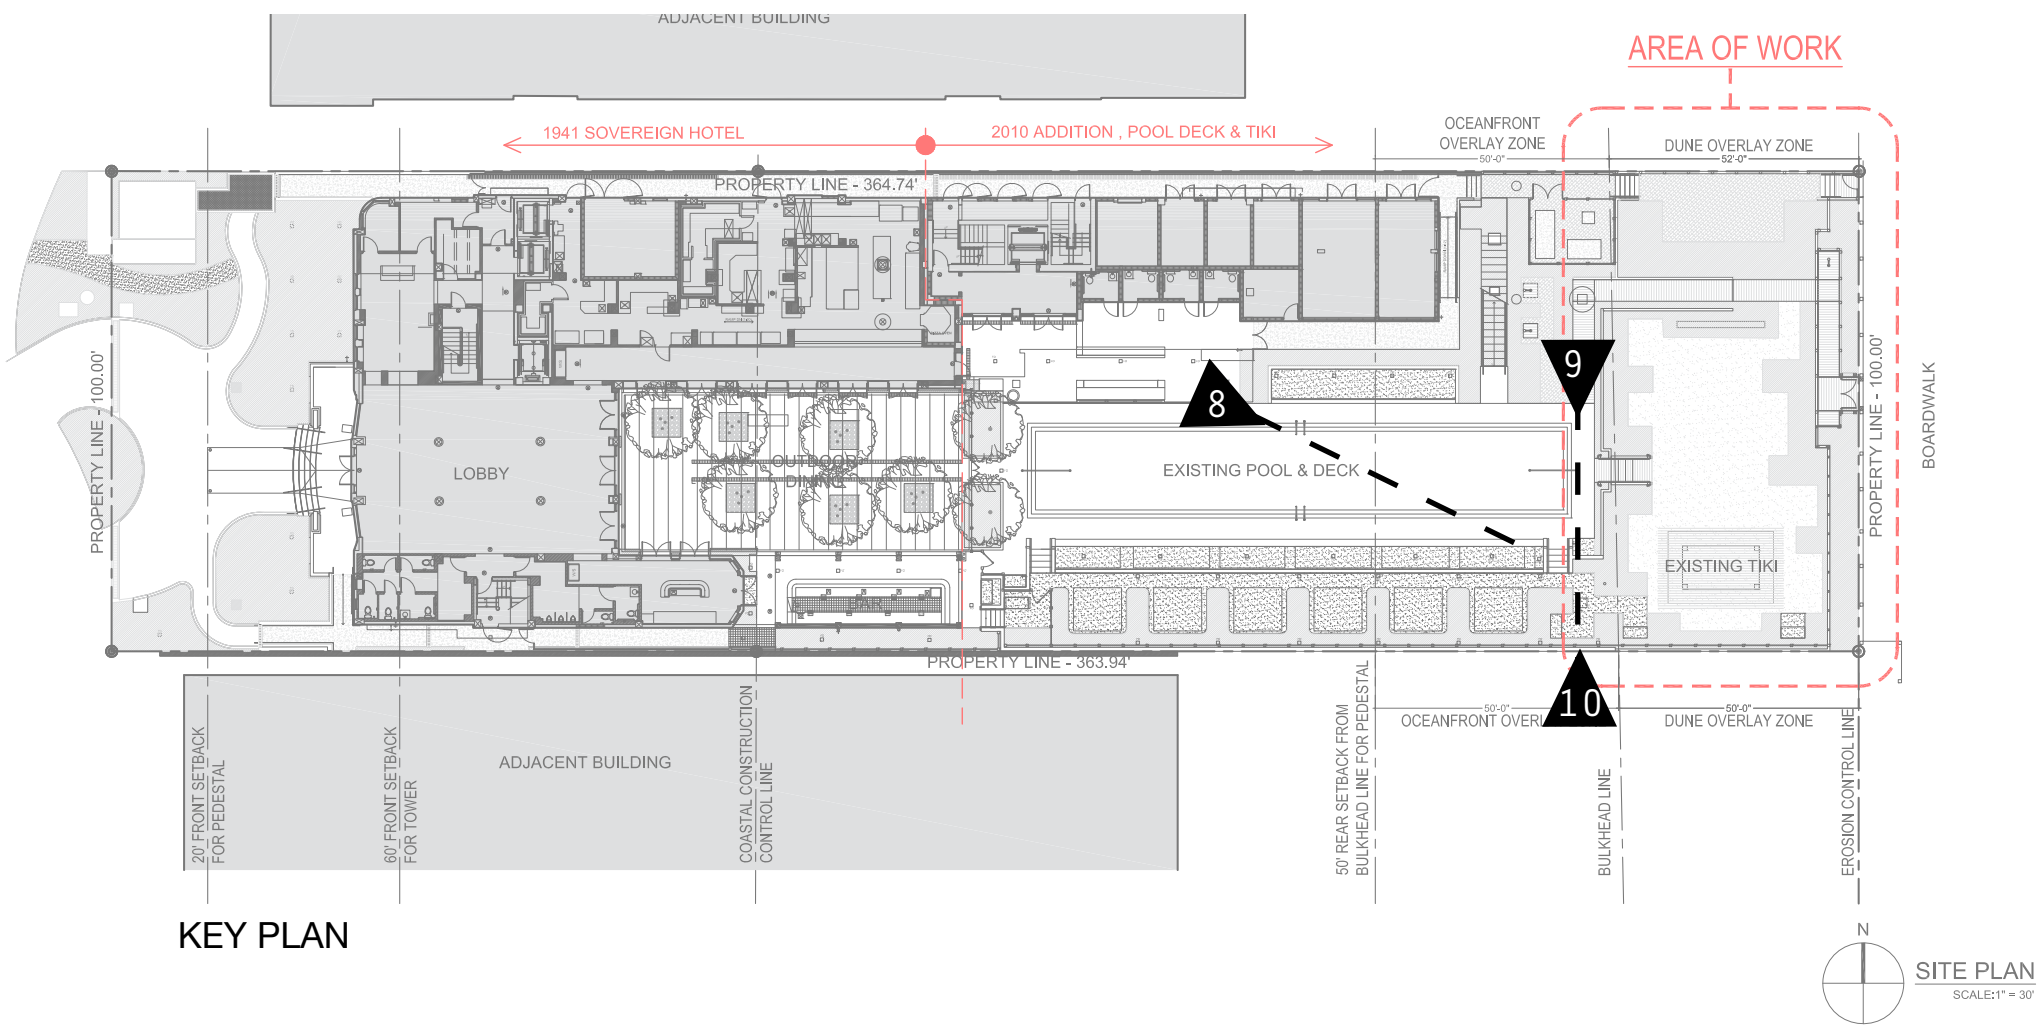 ADJACENT BUILDING
AREA OF WORK
1941 SOVEREIGN HOTEL
2010 ADDITION , POOL DECK & TIKI
OCEANFRONT
OVERLAY ZONE
50'-0"
DUNE OVERLAY ZONE
52'-0"
PROPERTY LINE - 364.74'
PROPERTY LINE - 100.00'
LOBBY
OUTDOOR
DINING
BAR
8
9
EXISTING POOL & DECK
EXISTING TIKI
PROPERTY LINE - 100.00'
BOARDWALK
PROPERTY LINE - 363.94'
10
50'-0"
OCEANFRONT OVERL
50'-0"
DUNE OVERLAY ZONE
ADJACENT BUILDING
20' FRONT SETBACK
FOR PEDESTAL
60' FRONT SETBACK
FOR TOWER
COASTAL CONSTRUCTION
CONTROL LINE
50' REAR SETBACK FROM
BULKHEAD LINE FOR PEDESTAL
BULKHEAD LINE
EROSION CONTROL LINE
KEY PLAN
N
SITE PLAN
SCALE:1" = 30'